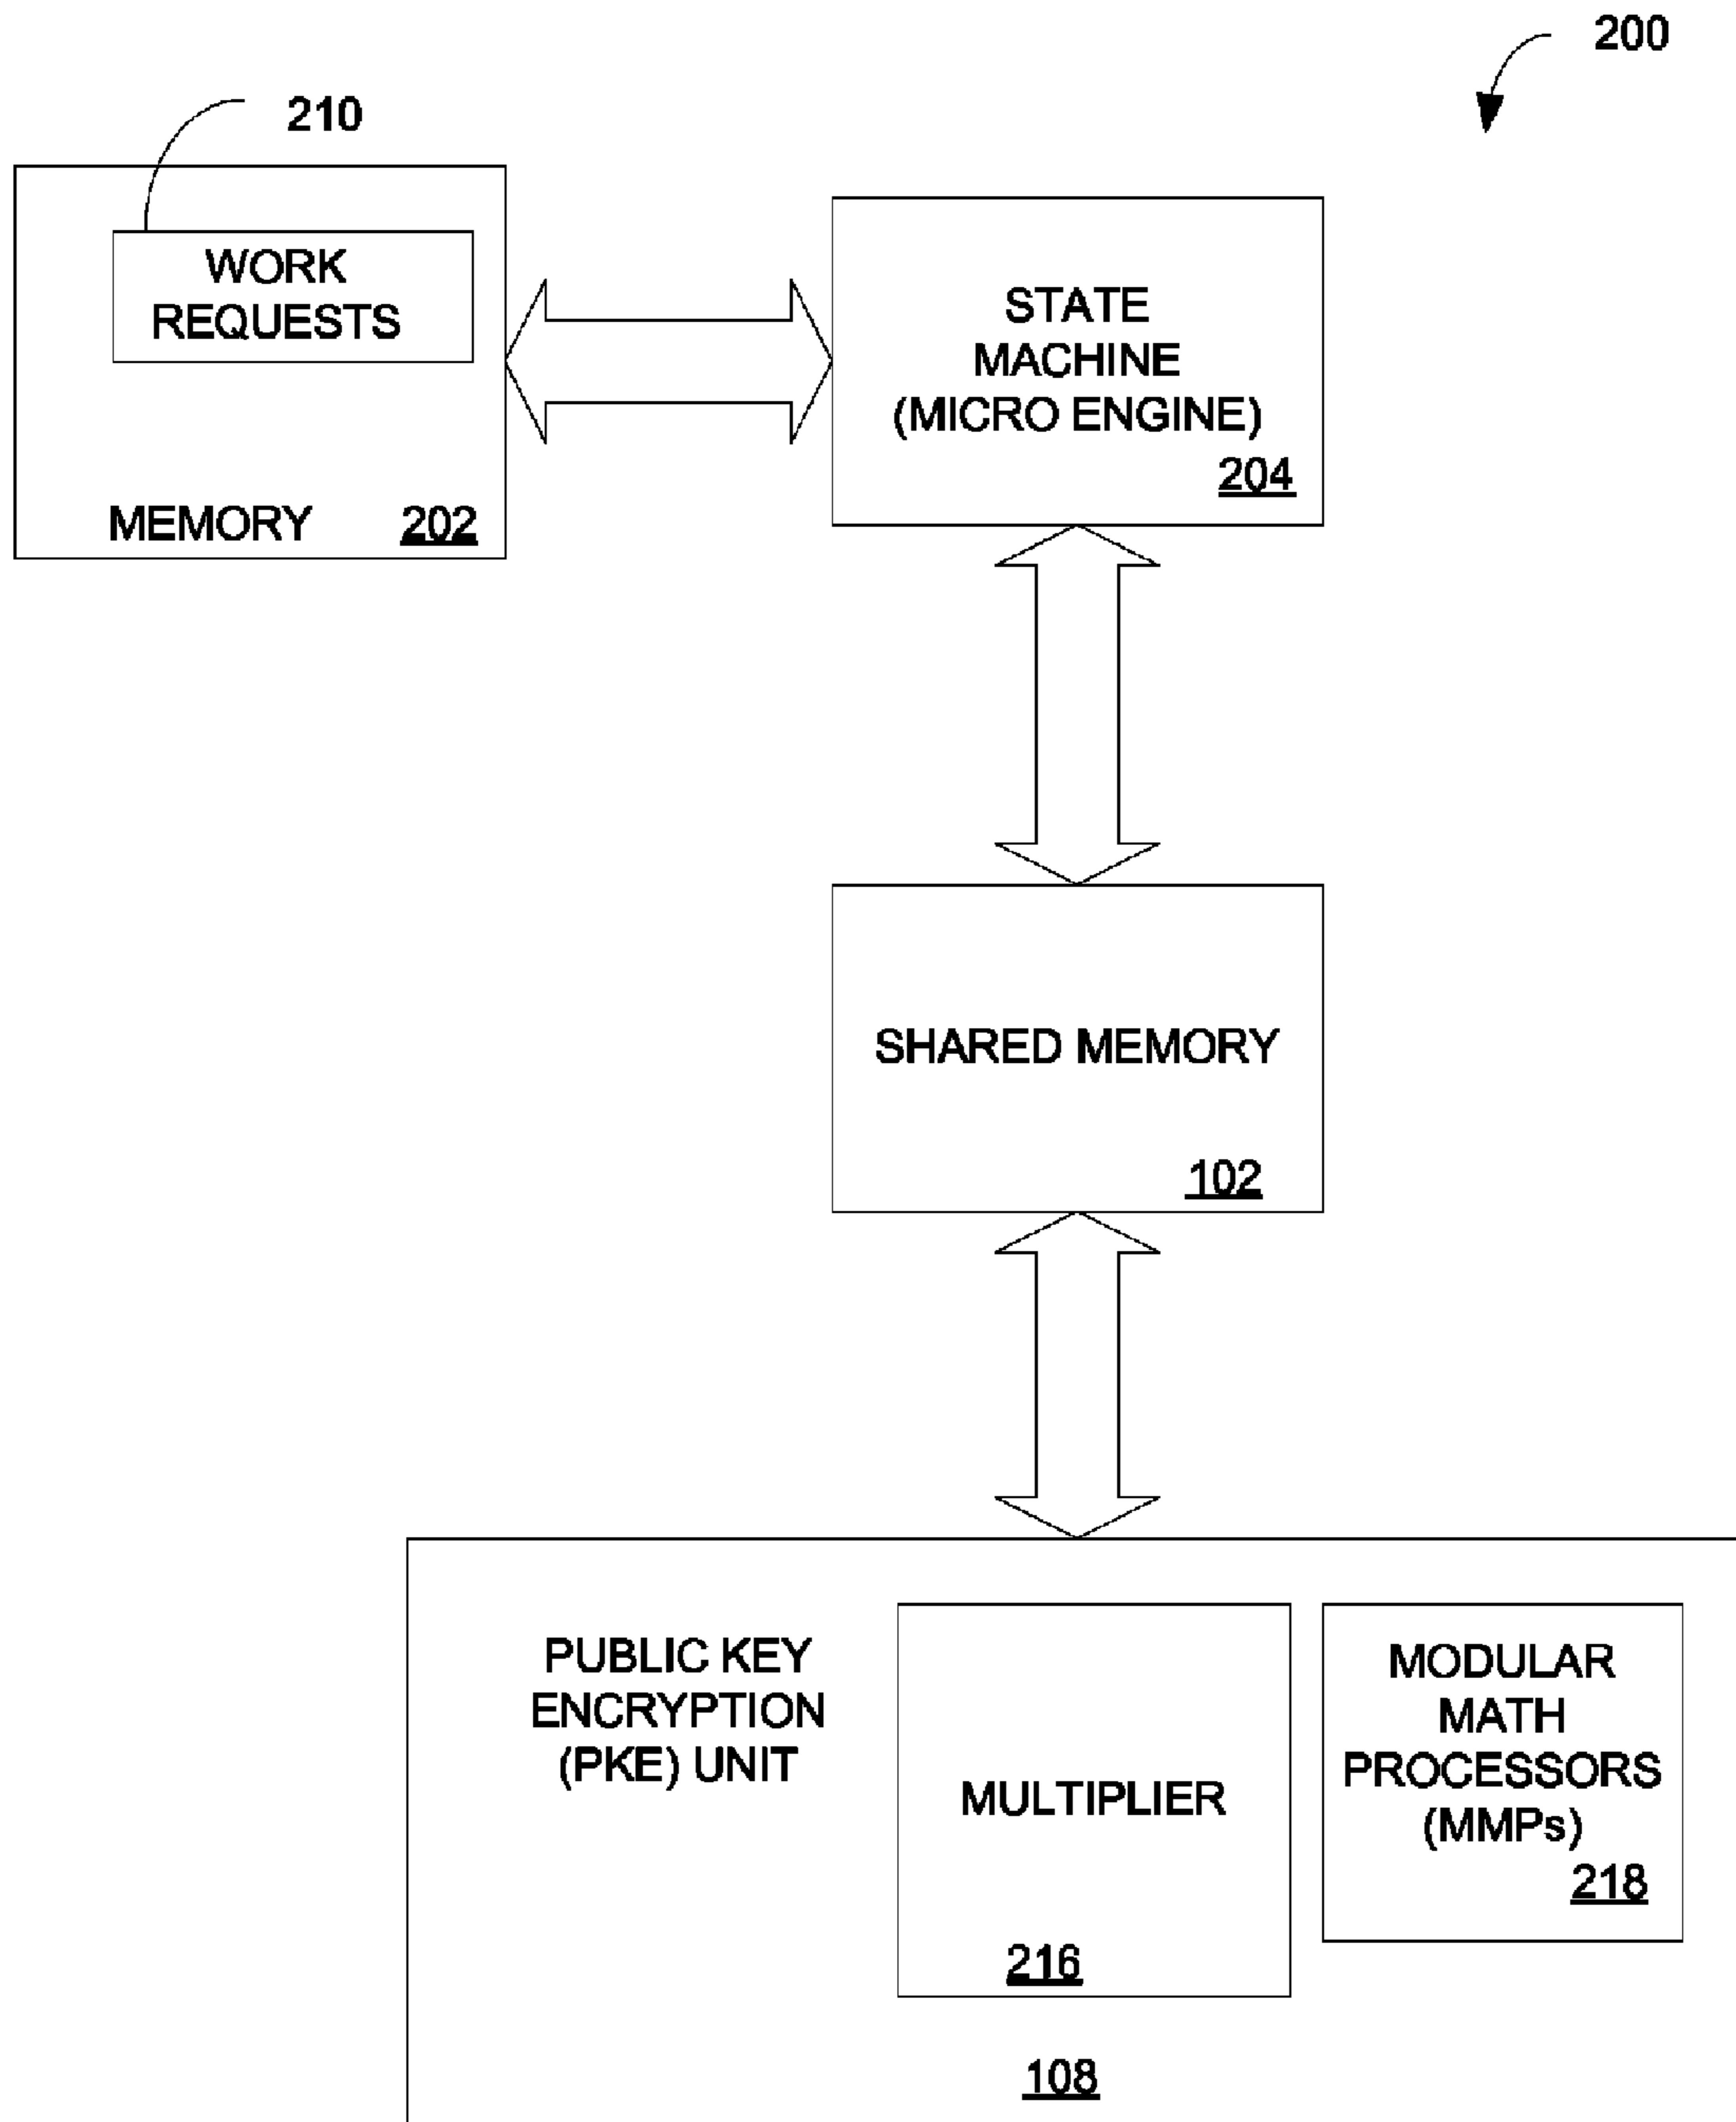 200
210
WORK
REQUESTS
MEMORY 202
STATE
MACHINE
(MICRO ENGINE)
204
SHARED MEMORY
102
PUBLIC KEY
ENCRYPTION
(PKE) UNIT
MULTIPLIER
216
MODULAR
MATH
PROCESSORS
(MMPs)
218
108